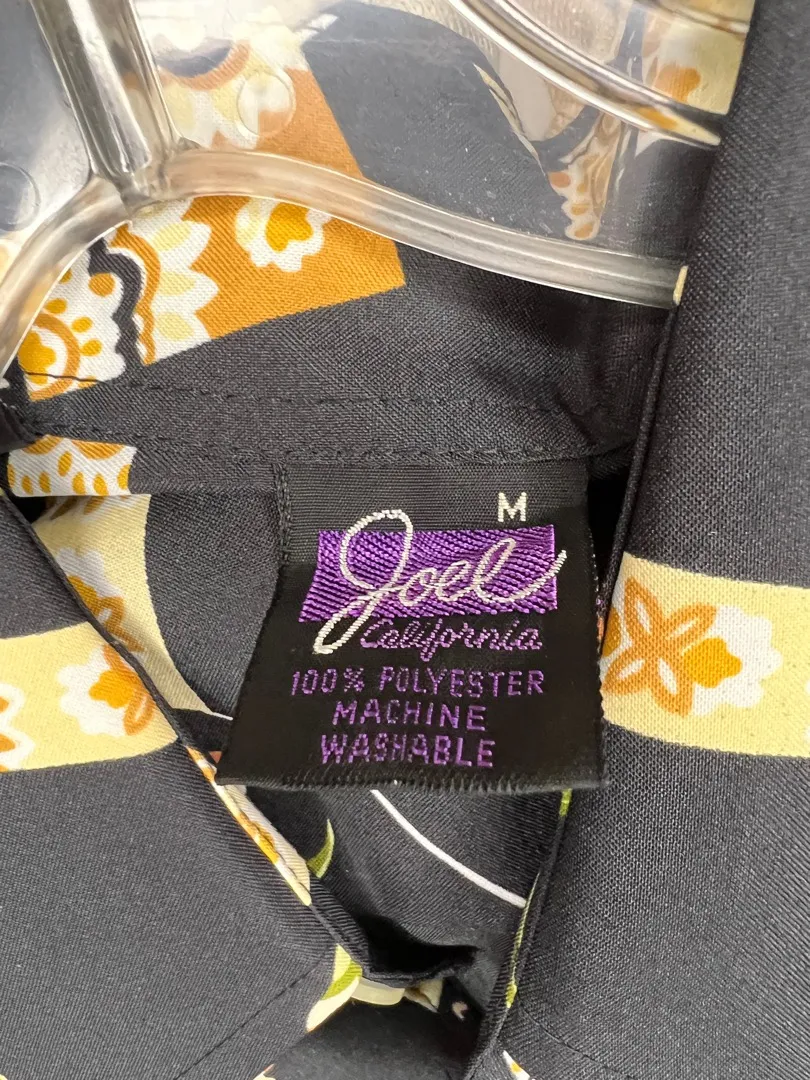 M
Joel
California
100% POLYESTER
MACHINE
WASHABLE